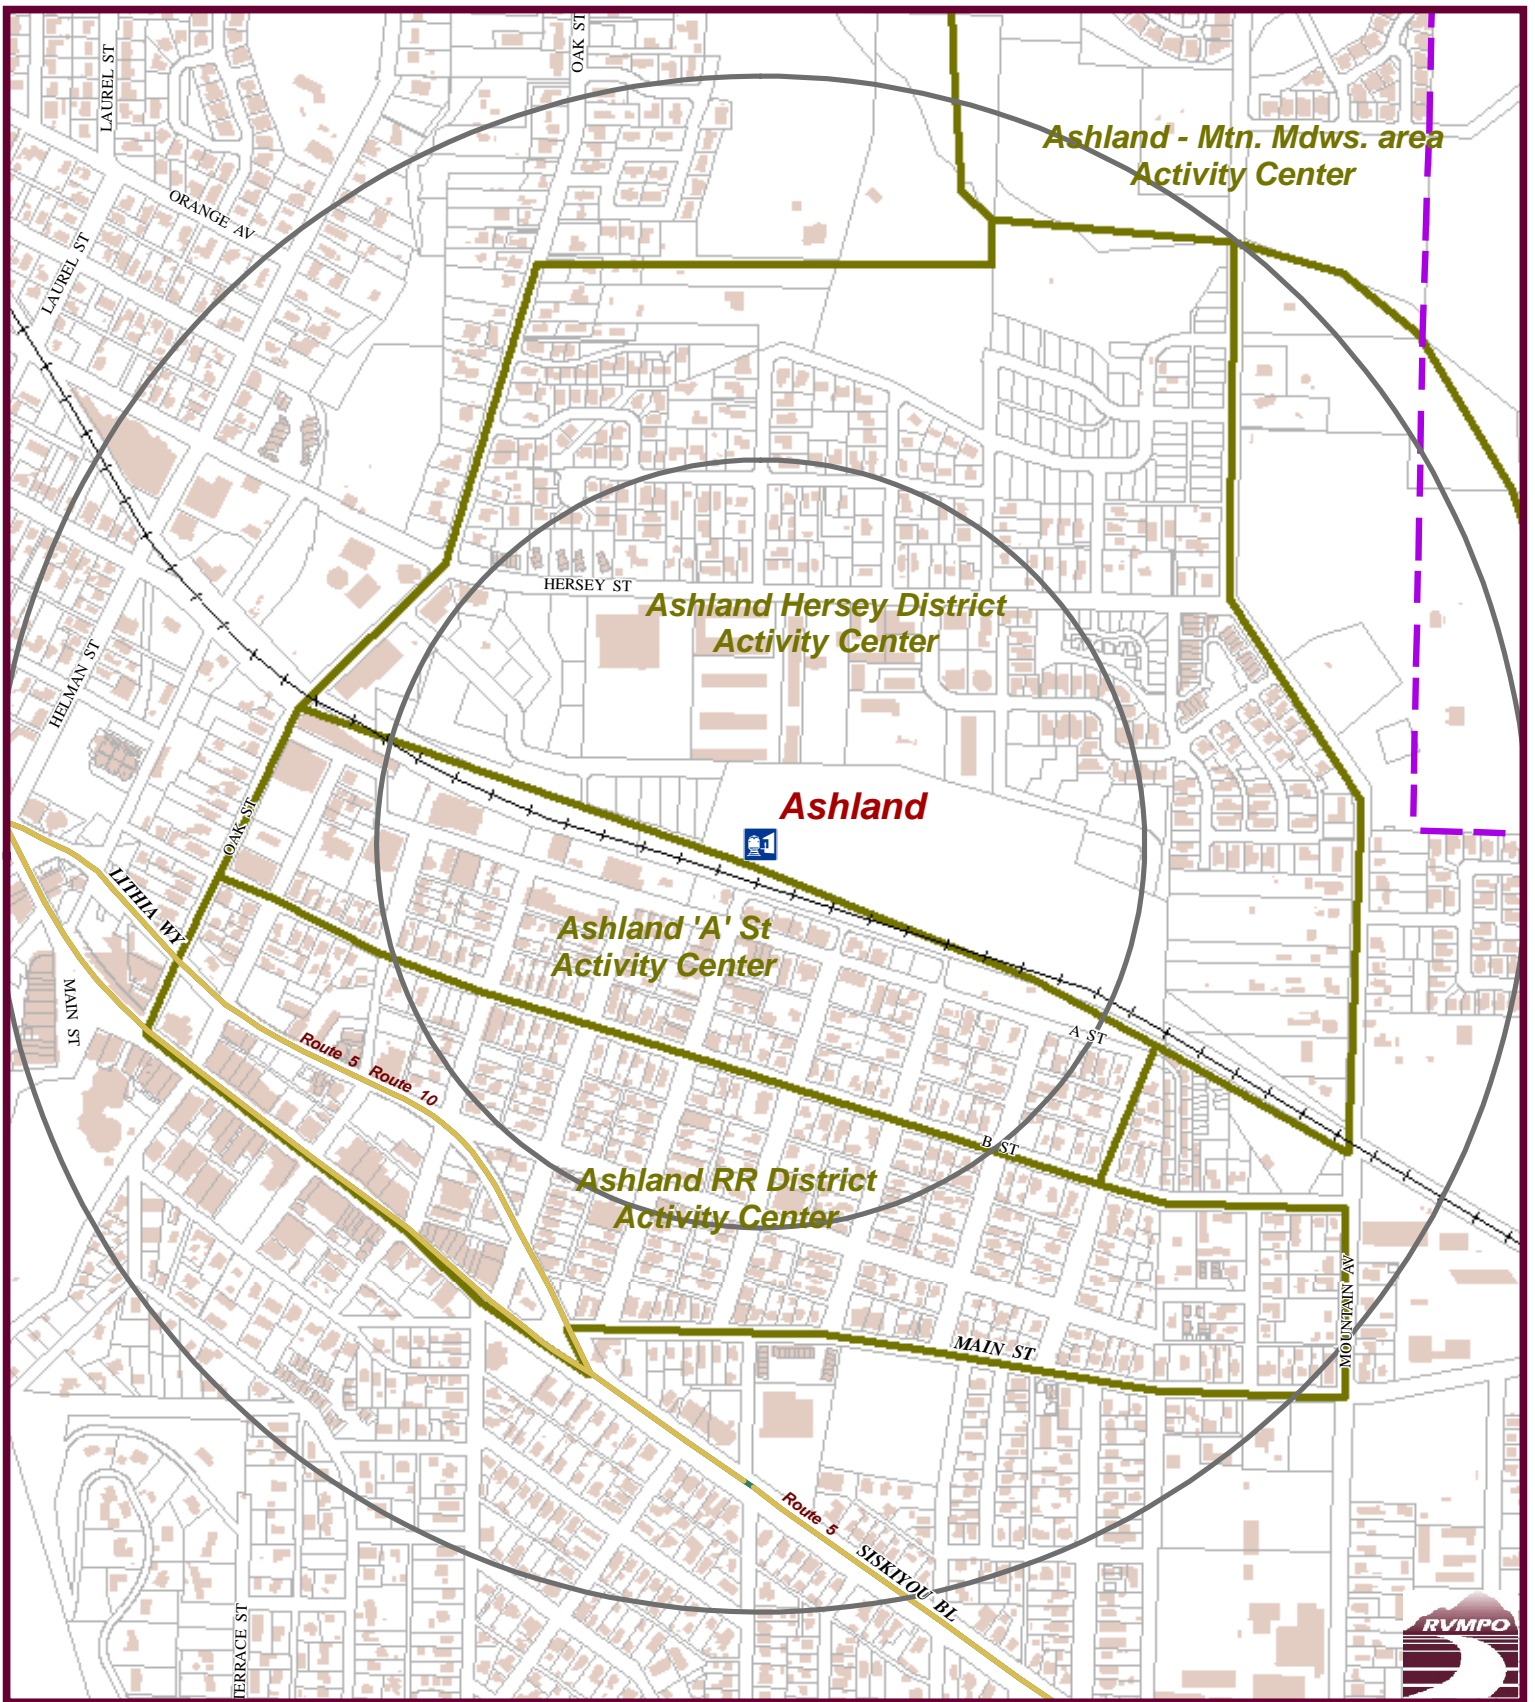 OAK ST
LAUREL ST
Ashland - Mtn. Mdws. area
Activity Center
ORANGE AV
LAUREL ST
HERSEY ST
Ashland Hersey District
Activity Center
HELMAN ST
Ashland
OAK ST
LITHIA WY
Ashland 'A' St
Activity Center
MAIN ST
A ST
Route 5 Route 10
B ST
Ashland RR District
Activity Center
MOUNTAIN AV
MAIN ST
Route 5
SISKIYOU BL
TERRACE ST
RVMPO